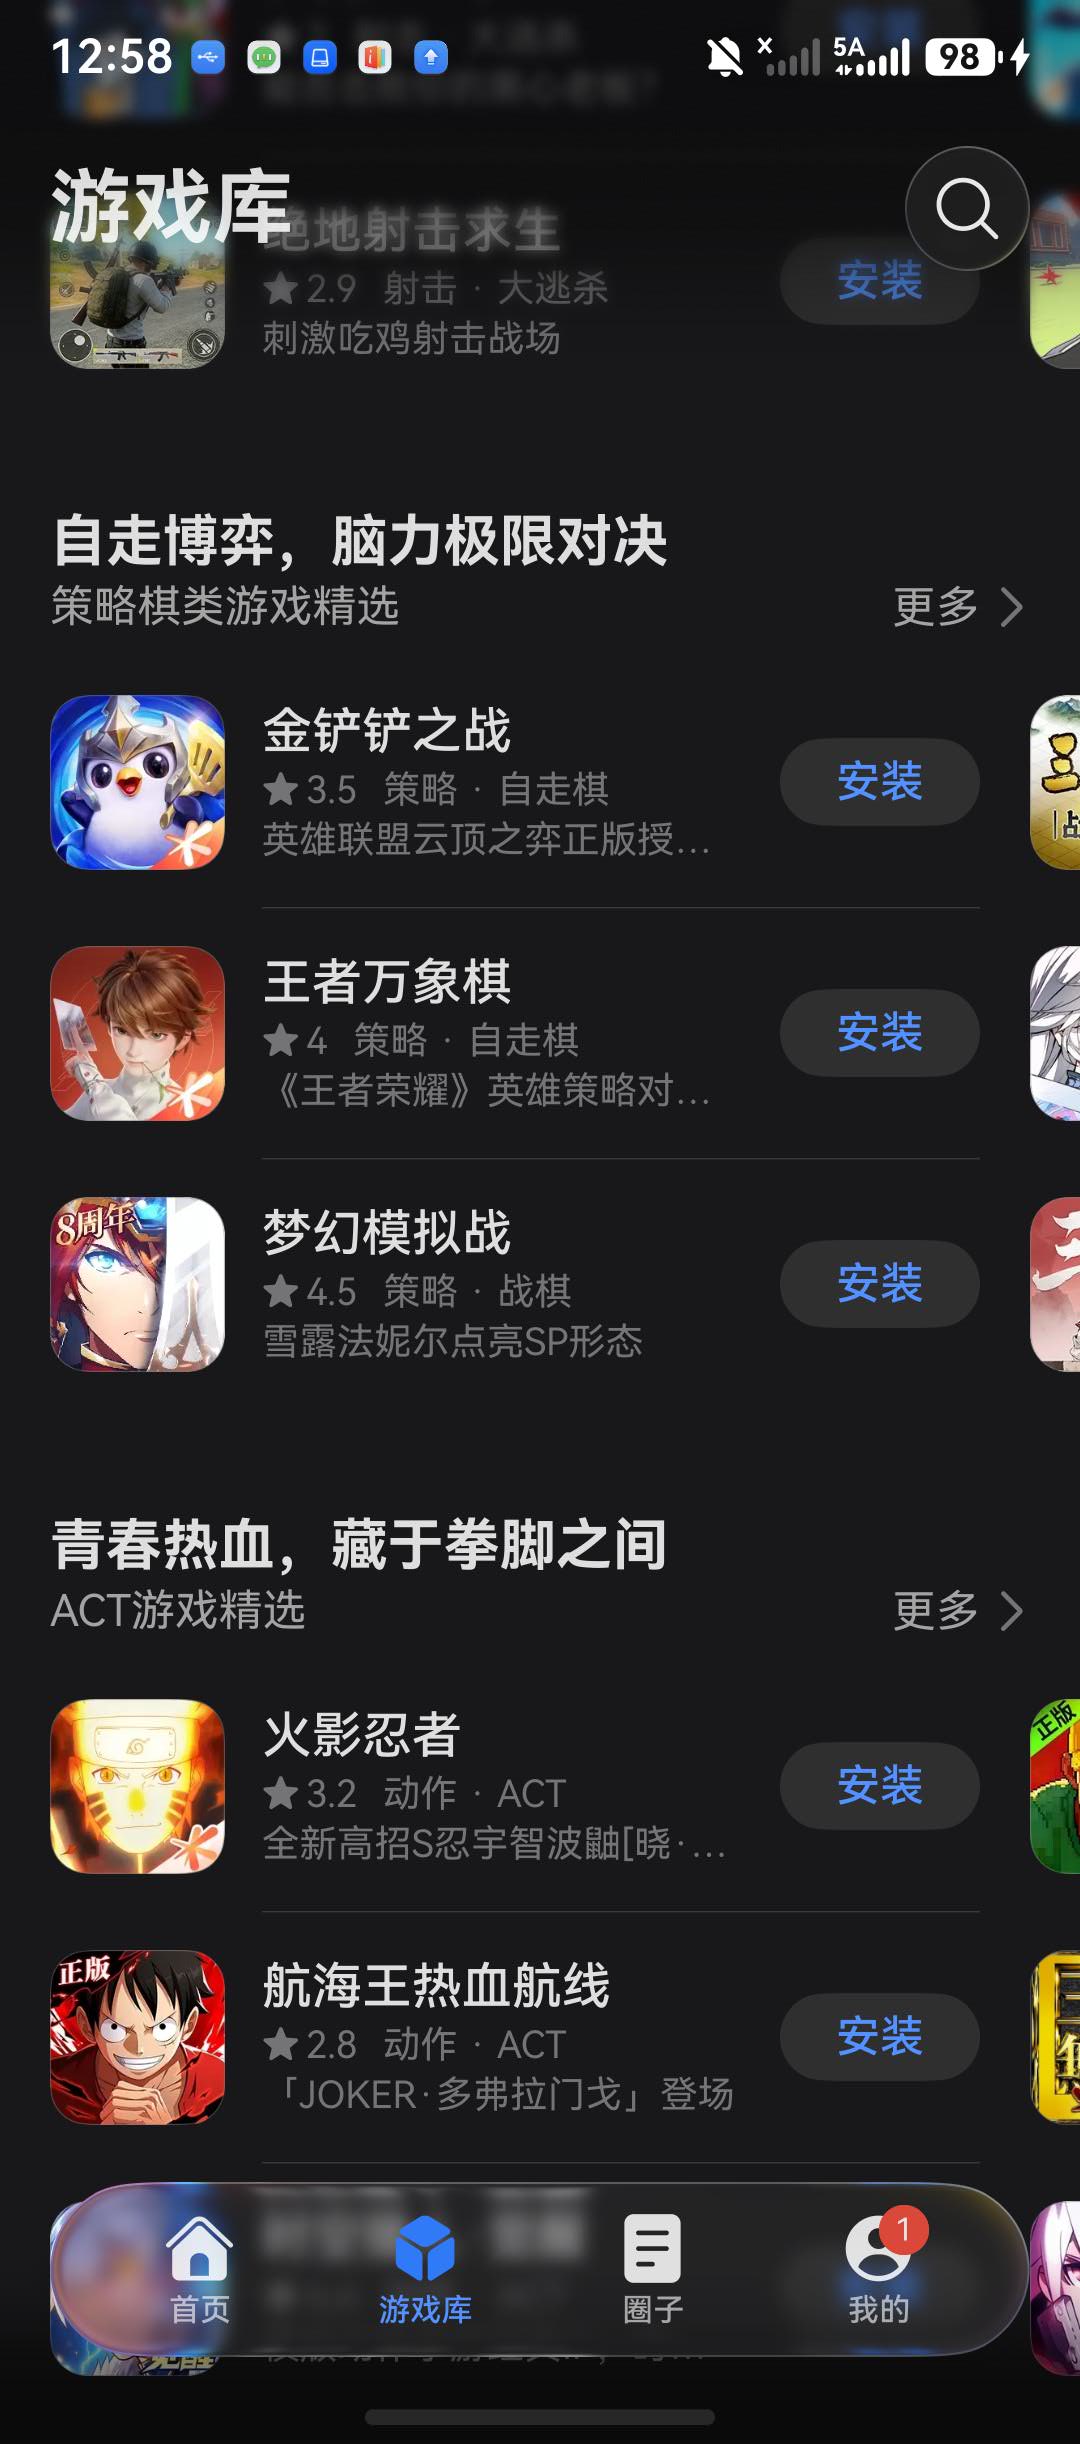 12:58
5A
98
游戏库
绝地射击求生
2.9 射击 · 大逃杀
刺激吃鸡射击战场
安装
自走博弈，脑力极限对决
策略棋类游戏精选
更多
金铲铲之战
3.5 策略 · 自走棋
英雄联盟云顶之弈正版授…
安装
王者万象棋
4 策略 · 自走棋
《王者荣耀》英雄策略对…
安装
8周年
梦幻模拟战
4.5 策略 · 战棋
雪露法妮尔点亮SP形态
安装
青春热血，藏于拳脚之间
ACT游戏精选
更多
火影忍者
3.2 动作 · ACT
全新高招S忍宇智波鼬[晓·…
安装
正版
正版
航海王热血航线
2.8 动作 · ACT
「JOKER·多弗拉门戈」登场
安装
首页
游戏库
圈子
我的
1